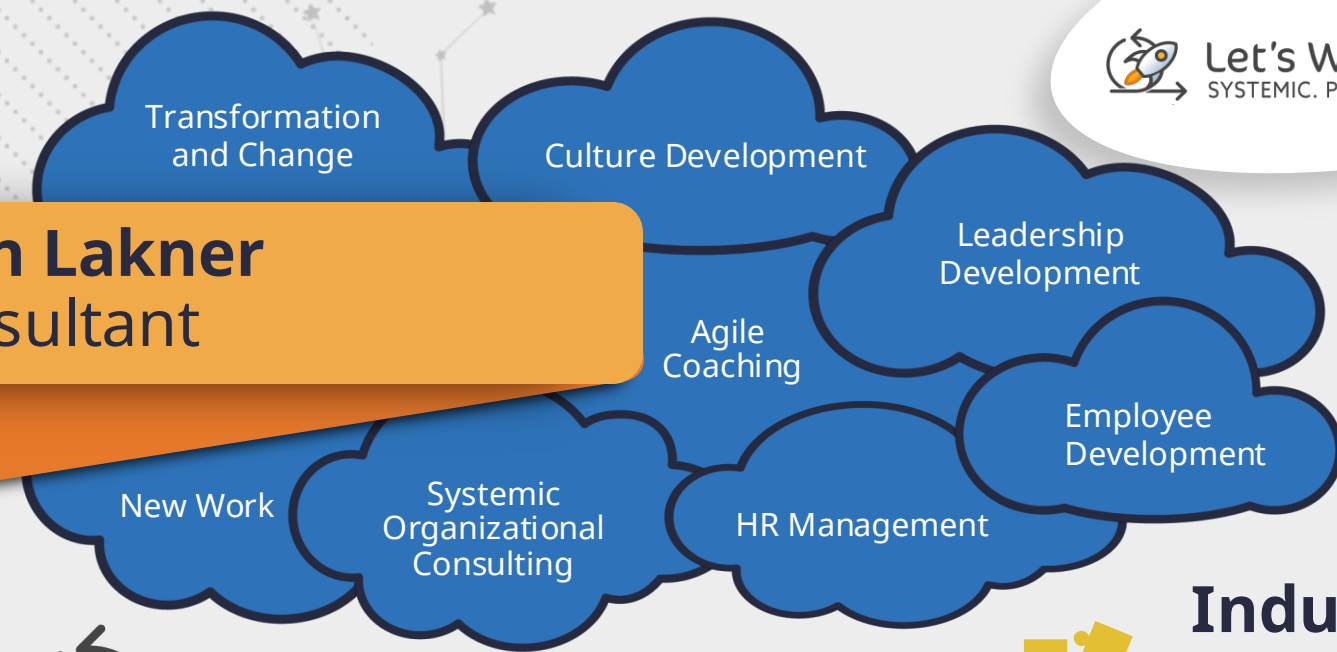 Transformation
and Change
Culture Development
Let's W
SYSTEMIC. P
Leadership
Development
n Lakner
sultant
Agile
Coaching
Employee
Development
New Work
Systemic
Organizational
Consulting
HR Management
Indu